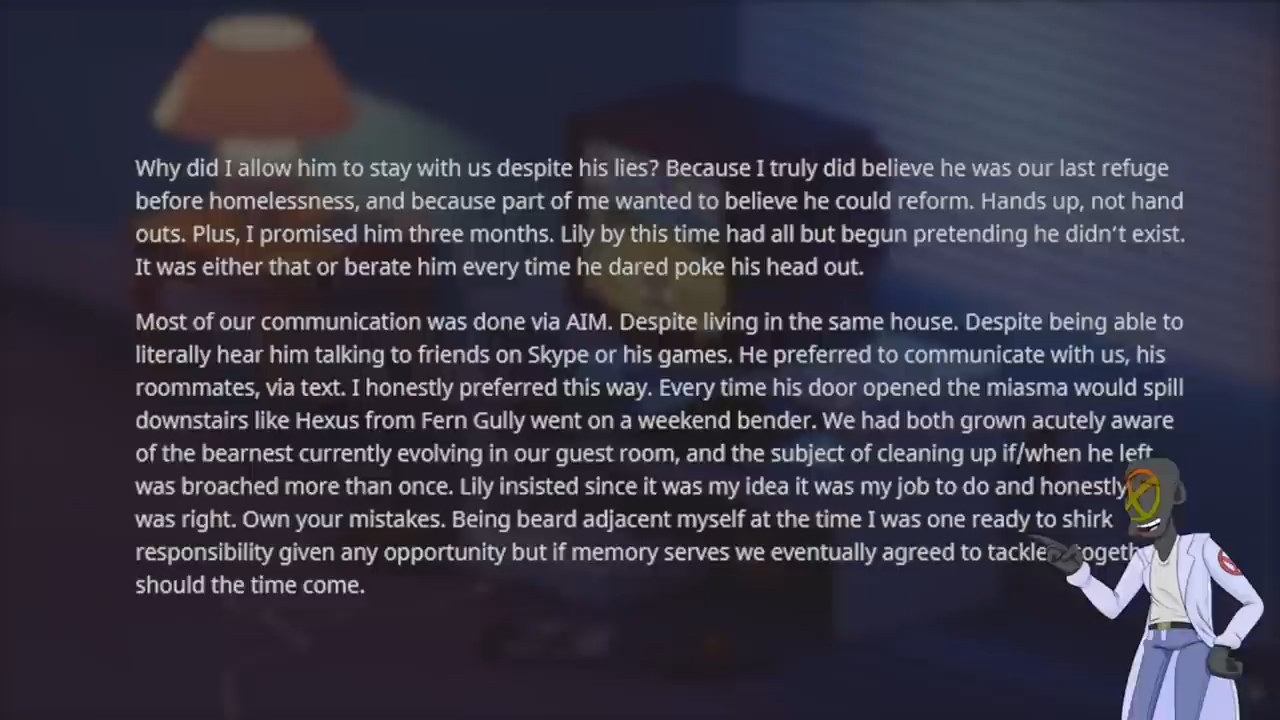 Why did I allow him to stay with us despite his lies? Because I truly did believe he was our last refuge
before homelessness, and because part of me wanted to believe he could reform. Hands up, not hand
outs. Plus, I promised him three months. Lily by this time had all but begun pretending he didn't exist.
It was either that or berate him every time he dared poke his head out.
Most of our communication was done via AIM. Despite living in the same house. Despite being able to
literally hear him talking to friends on Skype or his games. He preferred to communicate with us, his
roommates, via text. I honestly preferred this way. Every time his door opened the miasma would spill
downstairs like Hexus from Fern Gully went on a weekend bender. We had both grown acutely aware
of the bearnest currently evolving in our guest room, and the subject of cleaning up if/when he left
was broached more than once. Lily insisted since it was my idea it was my job to do and honestly
was right. Own your mistakes. Being beard adjacent myself at the time I was one ready to shirk
responsibility given any opportunity but if memory serves we eventually agreed to tackle
should the time come.